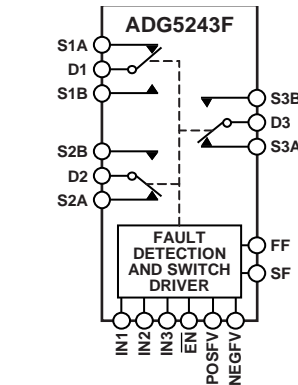 ADG5243F
S1A
D1
S1B
S3B
D3
S3A
S2B
D2
S2A
FAULT
DETECTION
AND SWITCH
DRIVER
FF
SF
IN1
IN2
IN3
EN
POSFV
NEGFV